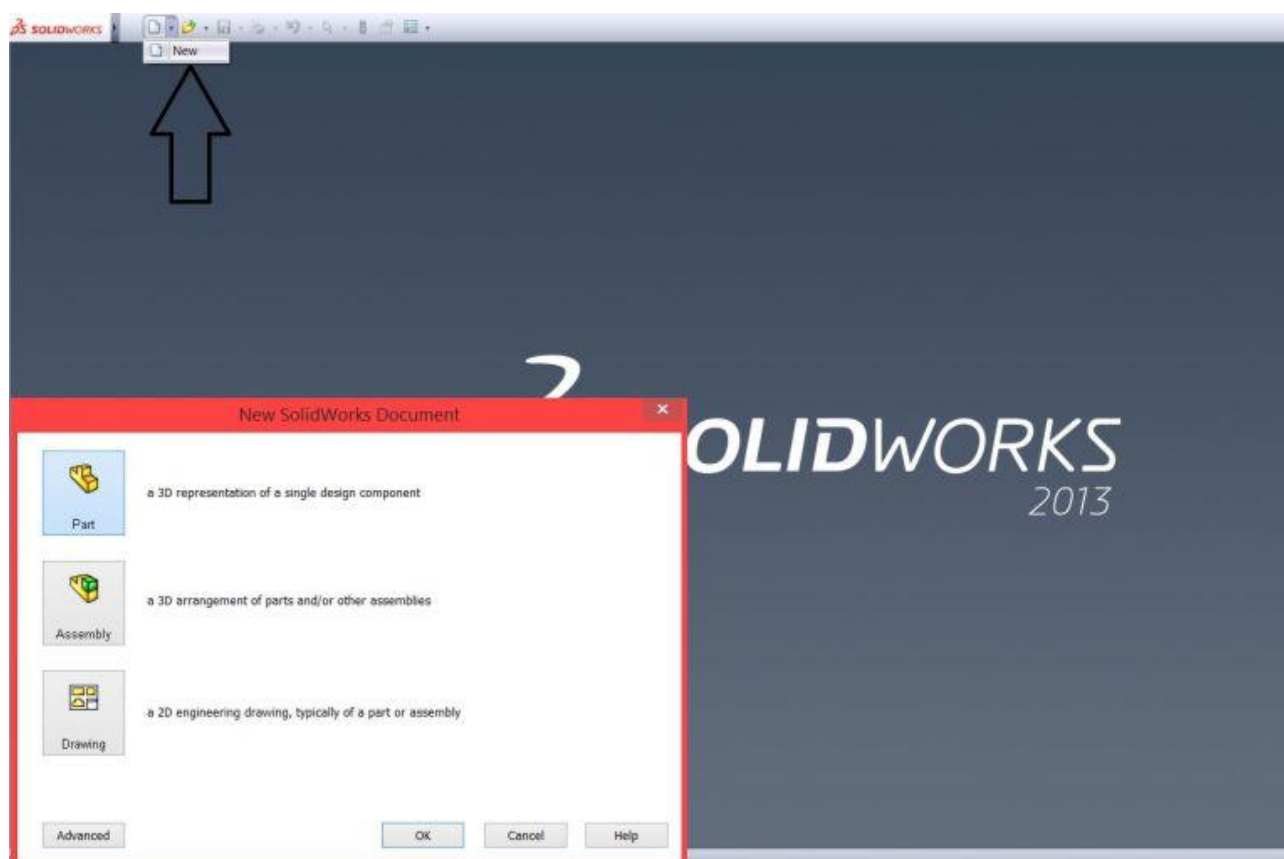 SOLIDWORKS
New
New SolidWorks Document
OLIDWORKS
2013
a 3D representation of a single design component
Part
a 3D arrangement of parts and/or other assemblies
Assembly
a 2D engineering drawing, typically of a part or assembly
Drawing
Advanced OK Cancel Help